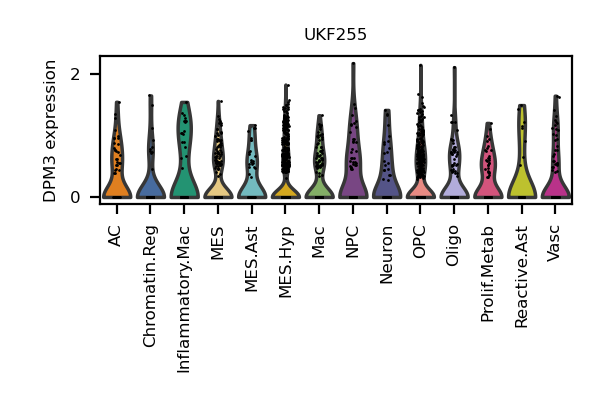 UKF255
DPM3 expression
2
0
AC
Chromatin.Reg
Inflammatory.Mac
MES
MES.Ast
MES.Hyp
Mac
NPC
Neuron
OPC
Oligo
Prolif.Metab
Reactive.Ast
Vasc